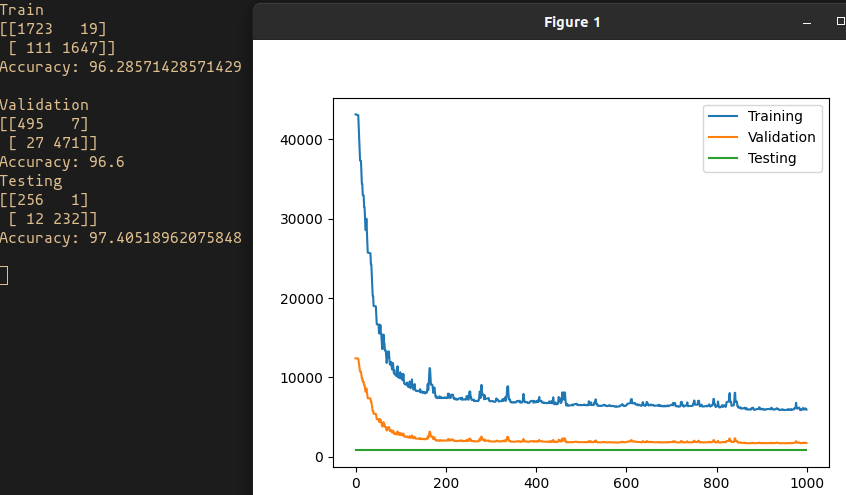 Train
[[1723 19]
[ 111 1647]]
Accuracy: 96.28571428571429
Validation
[[495 7]
[ 27 471]]
Accuracy: 96.6
Testing
[[256 1]
[ 12 232]]
Accuracy: 97.40518962075848
Figure 1
Training
Validation
Testing
40000
30000
20000
10000
0
0 200 400 600 800 1000